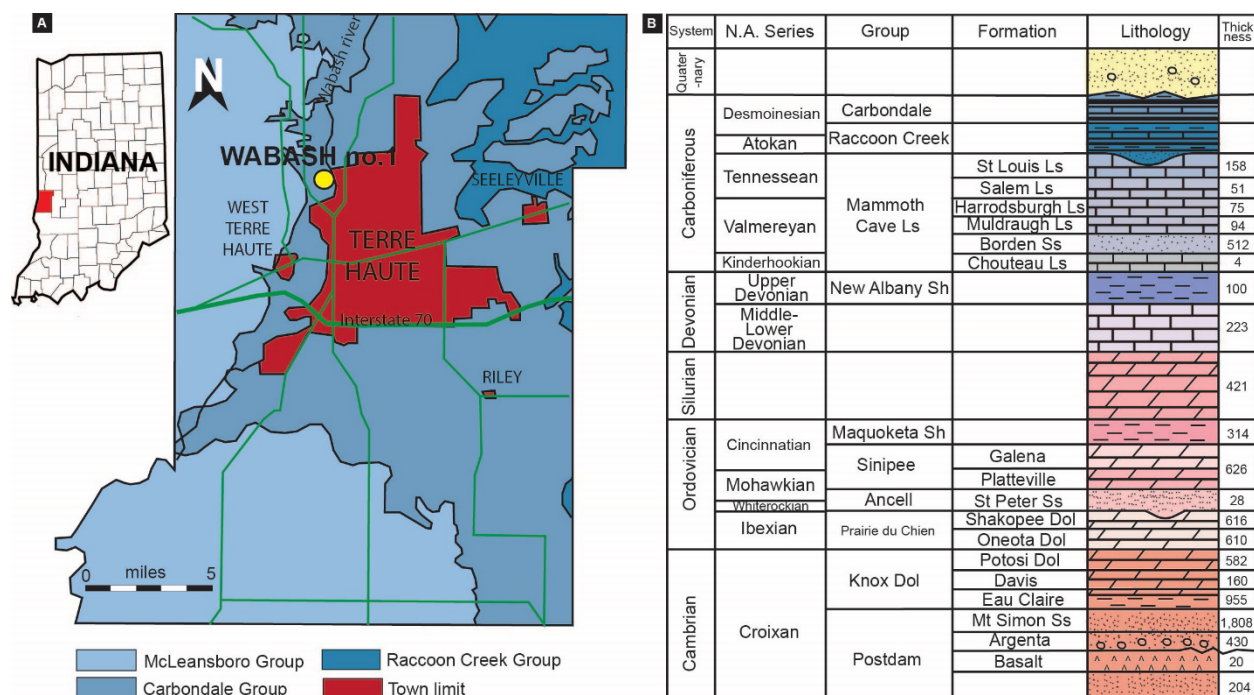 A
N
INDIANA
Wabash river
WABASH no.1
SEELEYVILLE
WEST
TERRE
HAUTE
TERRE
HAUTE
Interstate 70
RILEY
0 miles 5
McLeansboro Group
Carbondale Group
Raccoon Creek Group
Town limit
B
System N.A. Series Group Formation Lithology Thick
ness
Quater
-nary
Carboniferous
Desmoinesian Carbondale
Atokan Raccoon Creek
Tennessean St Louis Ls 158
Salem Ls 51
Mammoth
Cave Ls
Valmereyan Harrodsburgh Ls 75
Muldraugh Ls 94
Borden Ss 512
Kinderhookian Chouteau Ls 4
Devonian
Upper
Devonian New Albany Sh 100
Middle-
Lower
Devonian 223
Silurian 421
Ordovician
Cincinnatian Maquoketa Sh 314
Sinipee Galena 626
Mohawkian Platteville
Whiterockian Ancell St Peter Ss 28
Ibexian Prairie du Chien Shakopee Dol 616
Oneota Dol 610
Cambrian
Croixan
Knox Dol Potosi Dol 582
Davis 160
Eau Claire 955
Postdam Mt Simon Ss 1,808
Argenta 430
Basalt 20
204